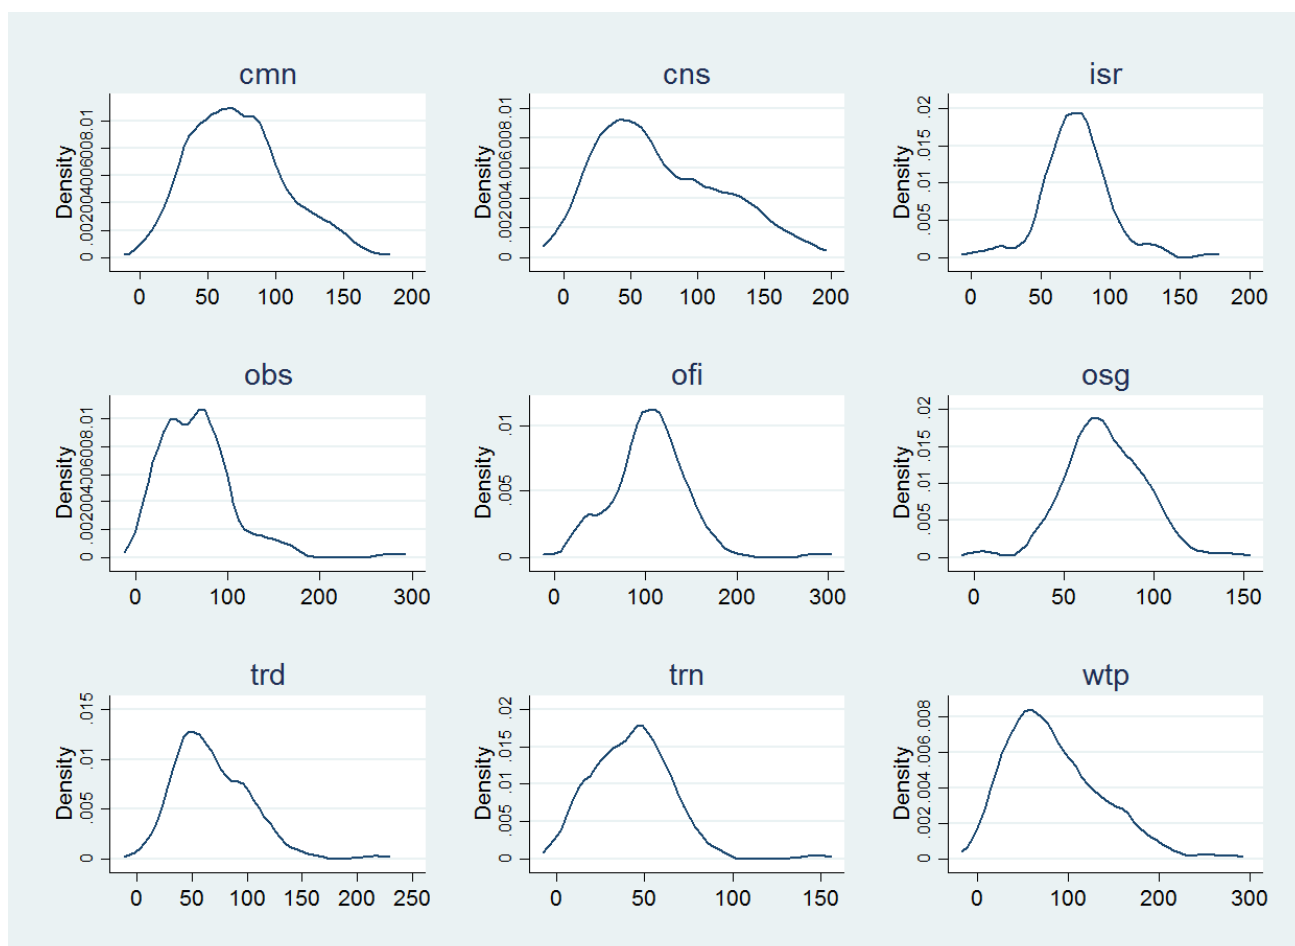 cmn
Density
0 .002004006008.01
0 50 100 150 200
cns
Density
0 .002004.006008.01
0 50 100 150 200
isr
Density
0 .005 .01 .015 .02
0 50 100 150 200
obs
Density
0 .002004006008.01
0 100 200 300
ofi
Density
0 .005 .01
0 100 200 300
osg
Density
0 .005 .01 .015 .02
0 50 100 150
trd
Density
0 .005 .01 .015
0 50 100 150 200 250
trn
Density
0 .005 .01 .015 .02
0 50 100 150
wtp
Density
0 .002 .004 .006 .008
0 100 200 300